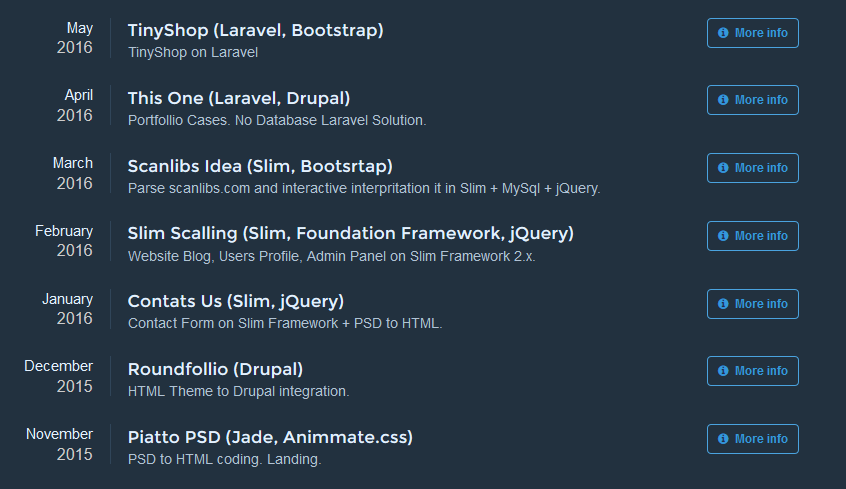 May
2016
TinyShop (Laravel, Bootstrap)
TinyShop on Laravel
More info
April
2016
This One (Laravel, Drupal)
Portfollio Cases. No Database Laravel Solution.
More info
March
2016
Scanlibs Idea (Slim, Bootsrtap)
Parse scanlibs.com and interactive interpritation it in Slim + MySql + jQuery.
More info
February
2016
Slim Scalling (Slim, Foundation Framework, jQuery)
Website Blog, Users Profile, Admin Panel on Slim Framework 2.x.
More info
January
2016
Contats Us (Slim, jQuery)
Contact Form on Slim Framework + PSD to HTML.
More info
December
2015
Roundfollio (Drupal)
HTML Theme to Drupal integration.
More info
November
2015
Piatto PSD (Jade, Animmate.css)
PSD to HTML coding. Landing.
More info